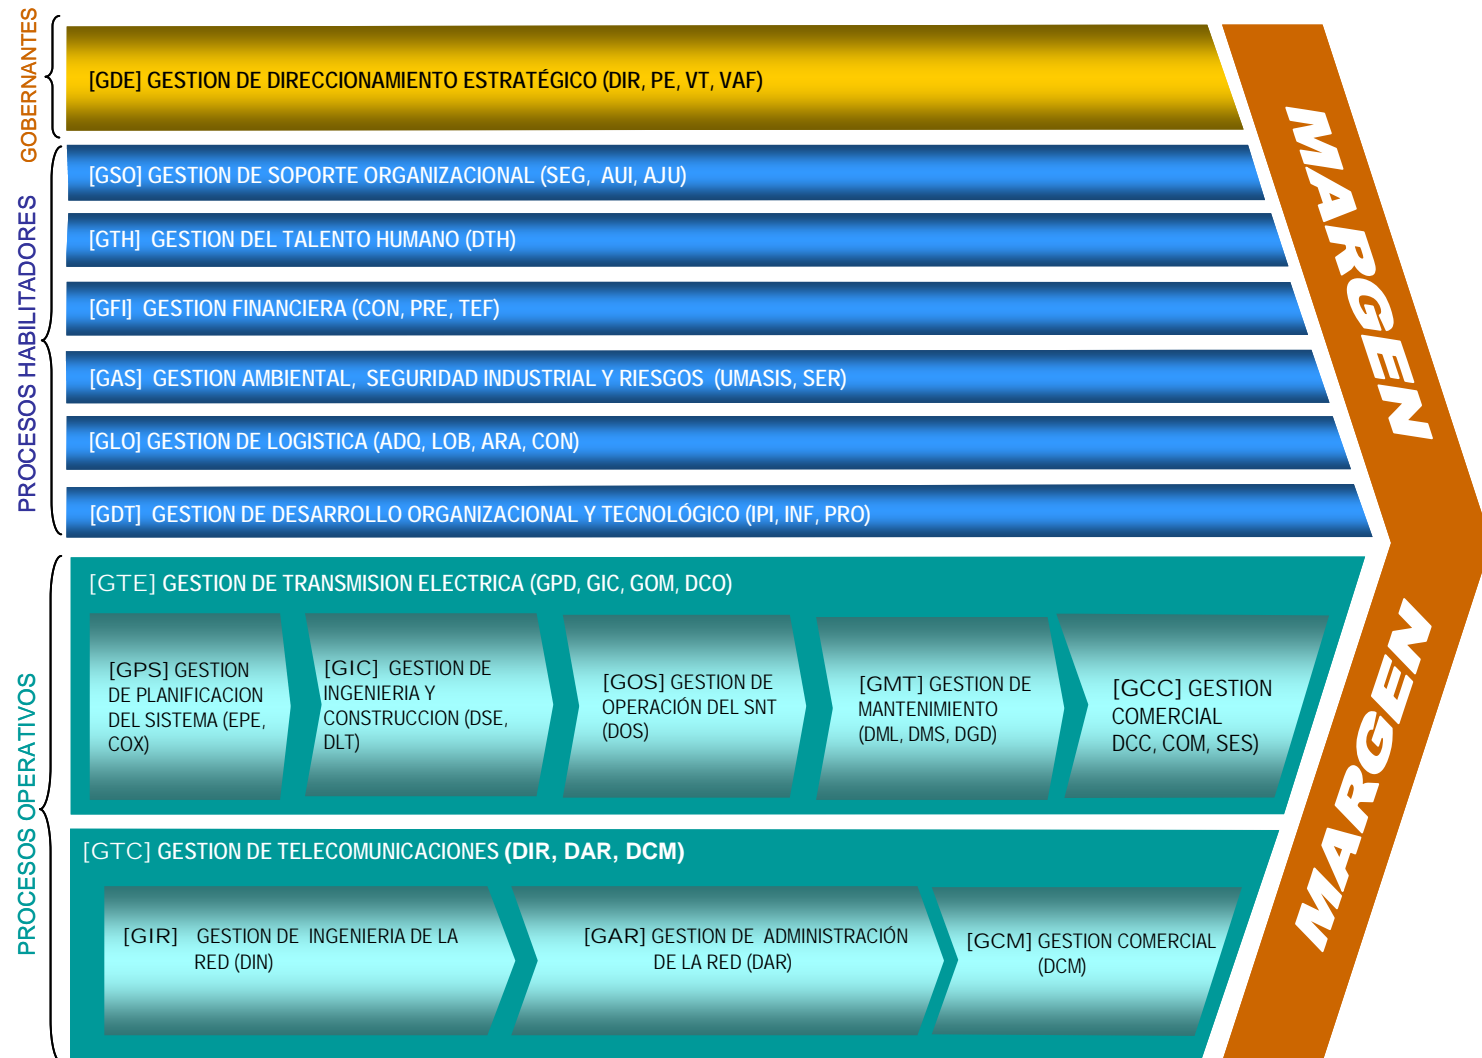 GOBERNANTES
[GDE] GESTION DE DIRECCIONAMIENTO ESTRATÉGICO (DIR, PE, VT, VAF)
PROCESOS HABILITADORES
[GSO] GESTION DE SOPORTE ORGANIZACIONAL (SEG, AUI, AJU)
[GTH] GESTION DEL TALENTO HUMANO (DTH)
[GFI] GESTION FINANCIERA (CON, PRE, TEF)
[GAS] GESTION AMBIENTAL, SEGURIDAD INDUSTRIAL Y RIESGOS (UMASIS, SER)
[GLO] GESTION DE LOGISTICA (ADQ, LOB, ARA, CON)
[GDT] GESTION DE DESARROLLO ORGANIZACIONAL Y TECNOLÓGICO (IPI, INF, PRO)
MARGEN
PROCESOS OPERATIVOS
[GTE] GESTION DE TRANSMISION ELECTRICA (GPD, GIC, GOM, DCO)
[GPS] GESTION
DE PLANIFICACION
DEL SISTEMA (EPE,
COX)
[GIC] GESTION DE
INGENIERIA Y
CONSTRUCCION (DSE,
DLT)
[GOS] GESTION DE
OPERACIÓN DEL SNT
(DOS)
[GMT] GESTION DE
MANTENIMIENTO
(DML, DMS, DGD)
[GCC] GESTION
COMERCIAL
DCC, COM, SES)
[GTC] GESTION DE TELECOMUNICACIONES (DIR, DAR, DCM)
[GIR] GESTION DE INGENIERIA DE LA
RED (DIN)
[GAR] GESTION DE ADMINISTRACIÓN
DE LA RED (DAR)
[GCM] GESTION COMERCIAL
(DCM)
MARGEN